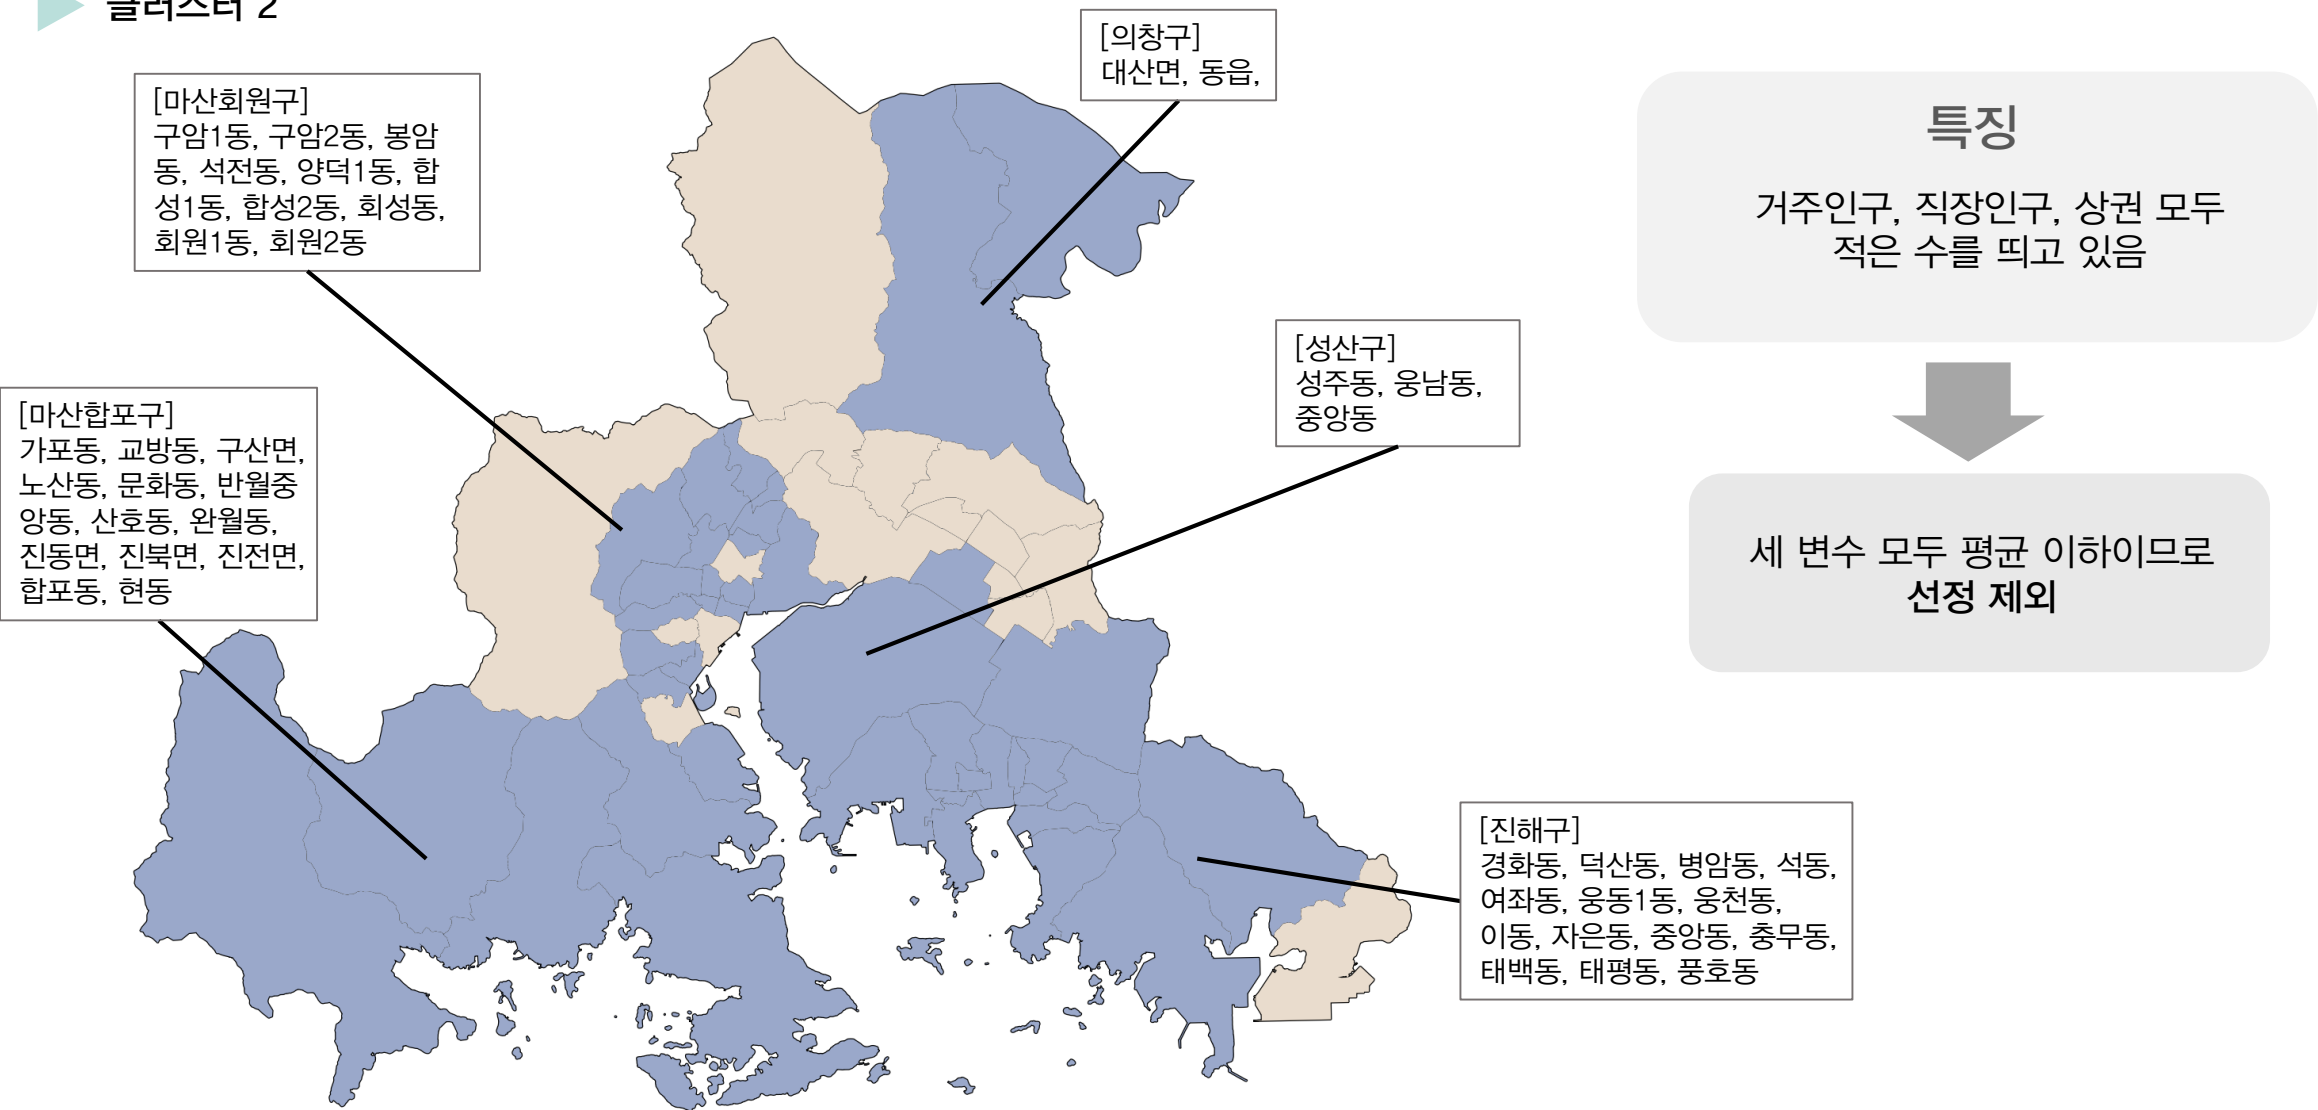 클러스터 2
[의창구]
대산면, 동읍,
[마산회원구]
구암1동, 구암2동, 봉암
동, 석전동, 양덕1동, 합
성1동, 합성2동, 회성동,
회원1동, 회원2동
[성산구]
성주동, 웅남동,
중앙동
[마산합포구]
가포동, 교방동, 구산면,
노산동, 문화동, 반월중
앙동, 산호동, 완월동,
진동면, 진북면, 진전면,
합포동, 현동
[진해구]
경화동, 덕산동, 병암동, 석동,
여좌동, 웅동1동, 웅천동,
이동, 자은동, 중앙동, 충무동,
태백동, 태평동, 풍호동
특징
거주인구, 직장인구, 상권 모두
적은 수를 띄고 있음
세 변수 모두 평균 이하이므로
선정 제외